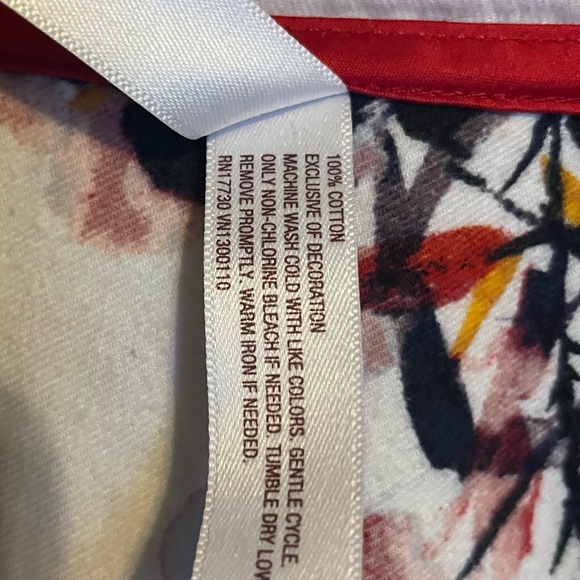 100% COTTON
EXCLUSIVE OF DECORATION
MACHINE WASH COLD WITH LIKE COLORS. GENTLE CYCLE.
ONLY NON-CHLORINE BLEACH IF NEEDED. TUMBLE DRY LOW
REMOVE PROMPTLY. WARM IRON IF NEEDED.
RN17730 VN1300110